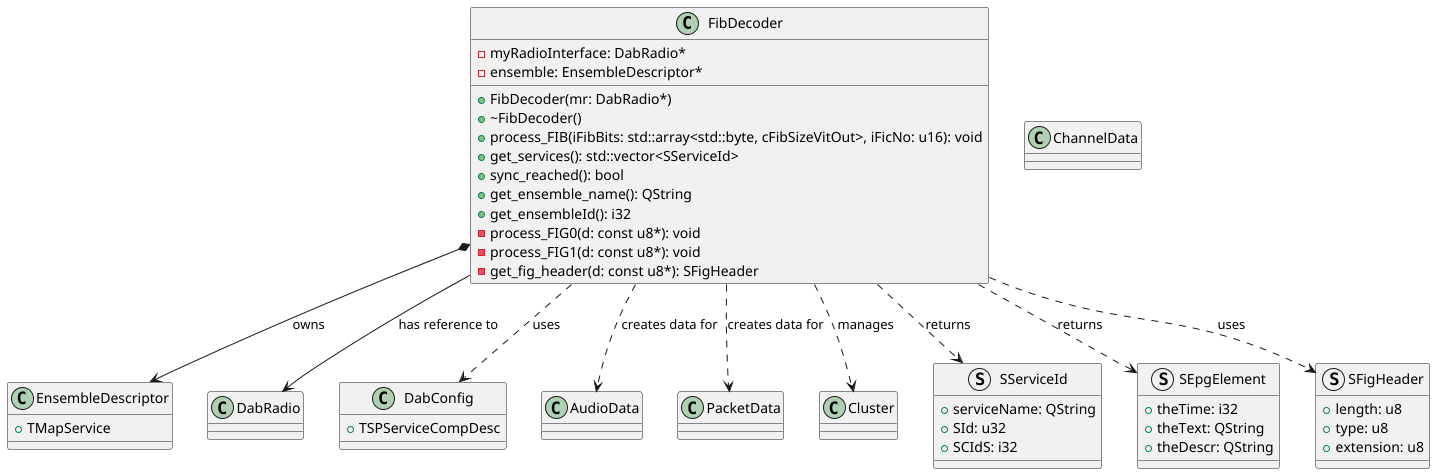 C FibDecoder
myRadioInterface: DabRadio*
ensemble: EnsembleDescriptor*
FibDecoder(mr: DabRadio*)
~FibDecoder()
process_FIB(iFibBits: std::array<std::byte, cFibSizeVitOut>, iFicNo: u16): void
get_services(): std::vector<SServiceId>
sync_reached(): bool
get_ensemble_name(): QString
get_ensembleId(): i32
process_FIG0(d: const u8*): void
process_FIG1(d: const u8*): void
get_fig_header(d: const u8*): SFigHeader
C ChannelData
owns
has reference to
uses
creates data for
creates data for
manages
returns
returns
uses
C EnsembleDescriptor
TMapService
C DabRadio
C DabConfig
TSPServiceCompDesc
C AudioData
C PacketData
C Cluster
S SServiceId
serviceName: QString
SId: u32
SCIdS: i32
S SEpgElement
theTime: i32
theText: QString
theDescr: QString
S SFigHeader
length: u8
type: u8
extension: u8